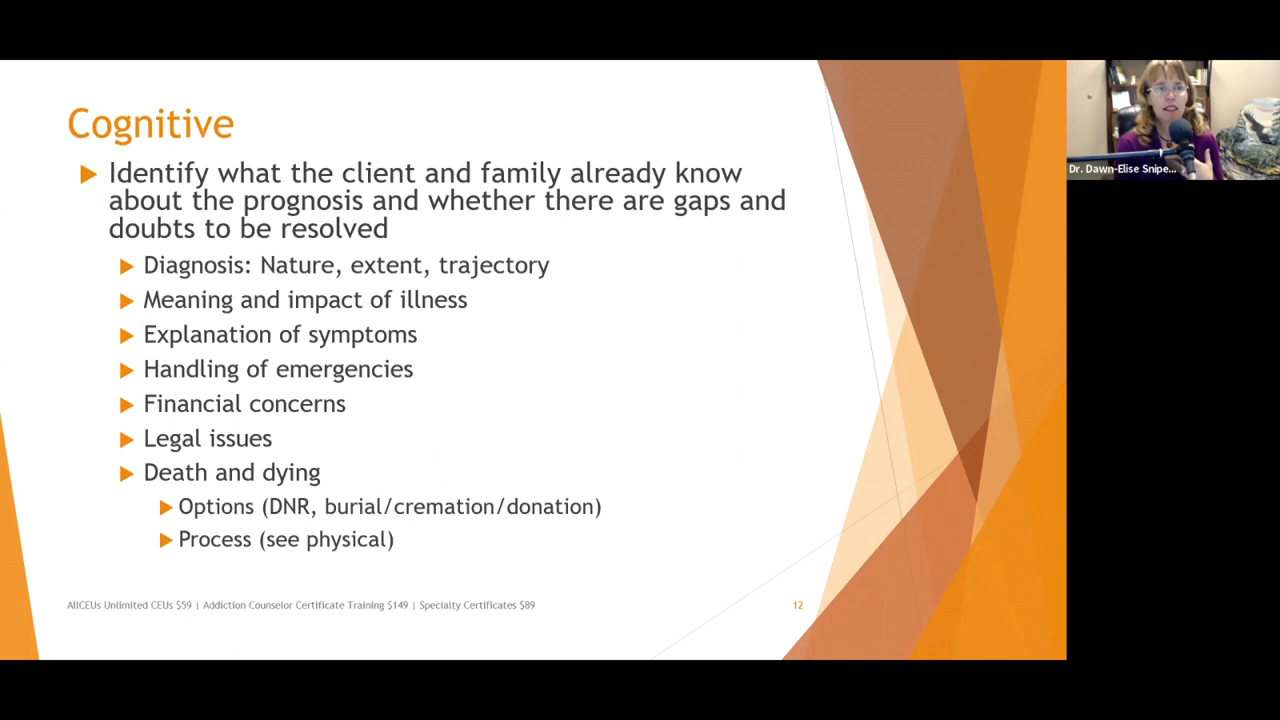 Cognitive
Identify what the client and family already know
about the prognosis and whether there are gaps and
doubts to be resolved
Diagnosis: Nature, extent, trajectory
Meaning and impact of illness
Explanation of symptoms
Handling of emergencies
Financial concerns
Legal issues
Death and dying
Options (DNR, burial/cremation/donation)
Process (see physical)
AllCEUs Unlimited CEUs $59 | Addiction Counselor Certificate Training $149 | Specialty Certificates $89
12
Dr. Dawn-Elise Snipe...